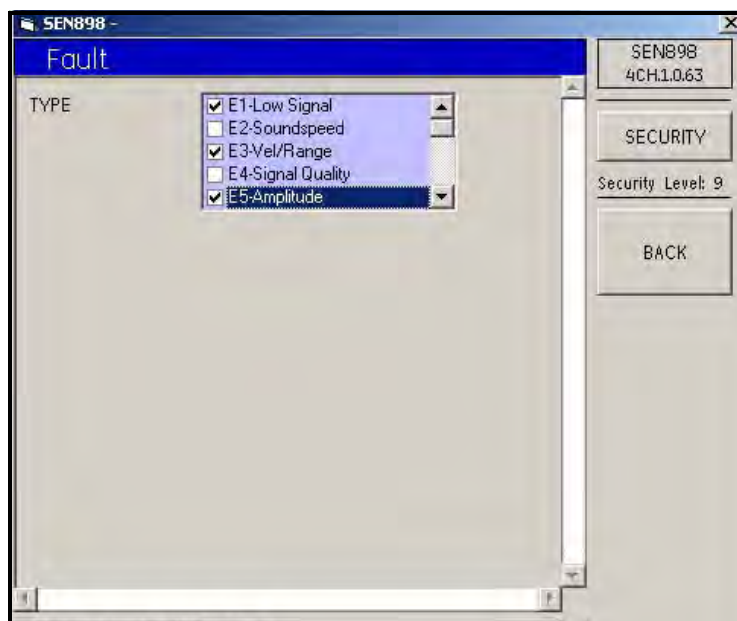 SEN898 -
Fault
TYPE
E1-Low Signal
E2-Soundspeed
E3-Vel/Range
E4-Signal Quality
E5-Amplitude
SEN898
4CH.1.0.63
SECURITY
Security Level: 9
BACK